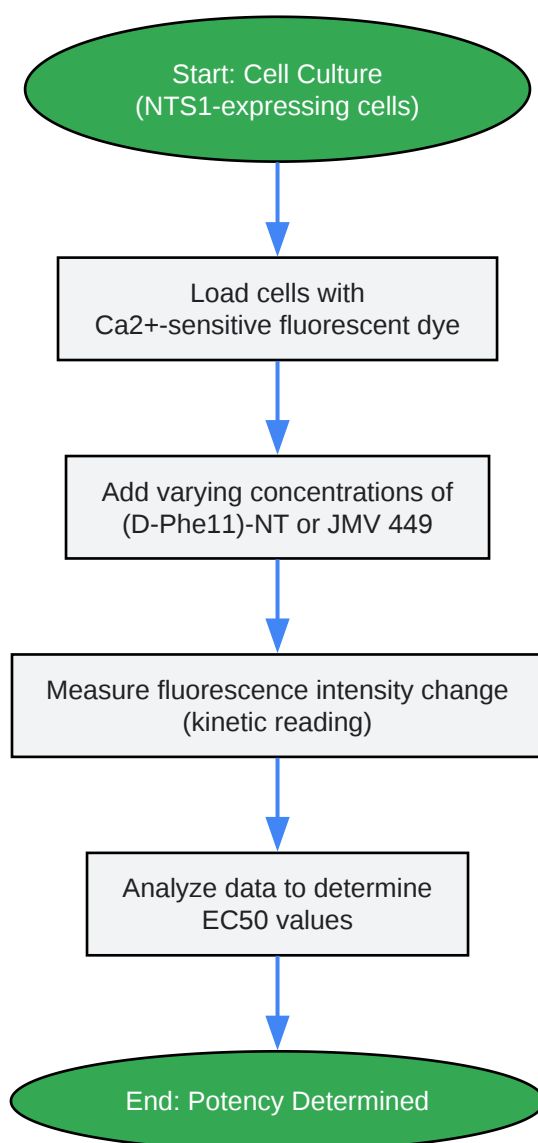 Start: Cell Culture
(NTS1-expressing cells)
Load cells with
Ca2+-sensitive fluorescent dye
Add varying concentrations of
(D-Phe11)-NT or JMV 449
Measure fluorescence intensity change
(kinetic reading)
Analyze data to determine
EC50 values
End: Potency Determined